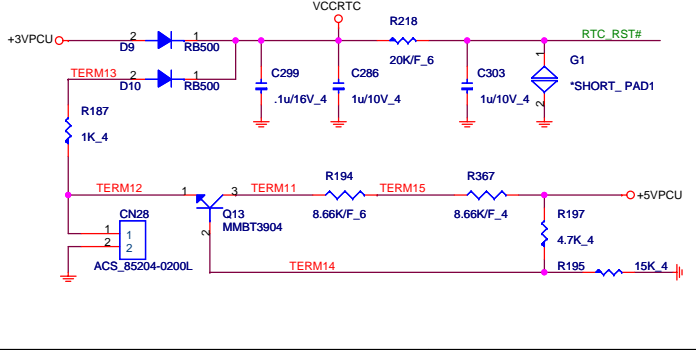 VCCRTC
+3VPCU
2
1
D9
RB500
R218
20K/F_6
RTC_RST#
TERM13
2
1
D10
RB500
C299
.1u/16V_4
C286
1u/10V_4
C303
1u/10V_4
1
2
G1
*SHORT_ PAD1
R187
1K_4
TERM12
1
3
2
Q13
MMBT3904
TERM11
R194
8.66K/F_6
TERM15
R367
8.66K/F_4
+5VPCU
CN28
1
2
1
2
ACS_85204-0200L
R197
4.7K_4
TERM14
R195
15K_4